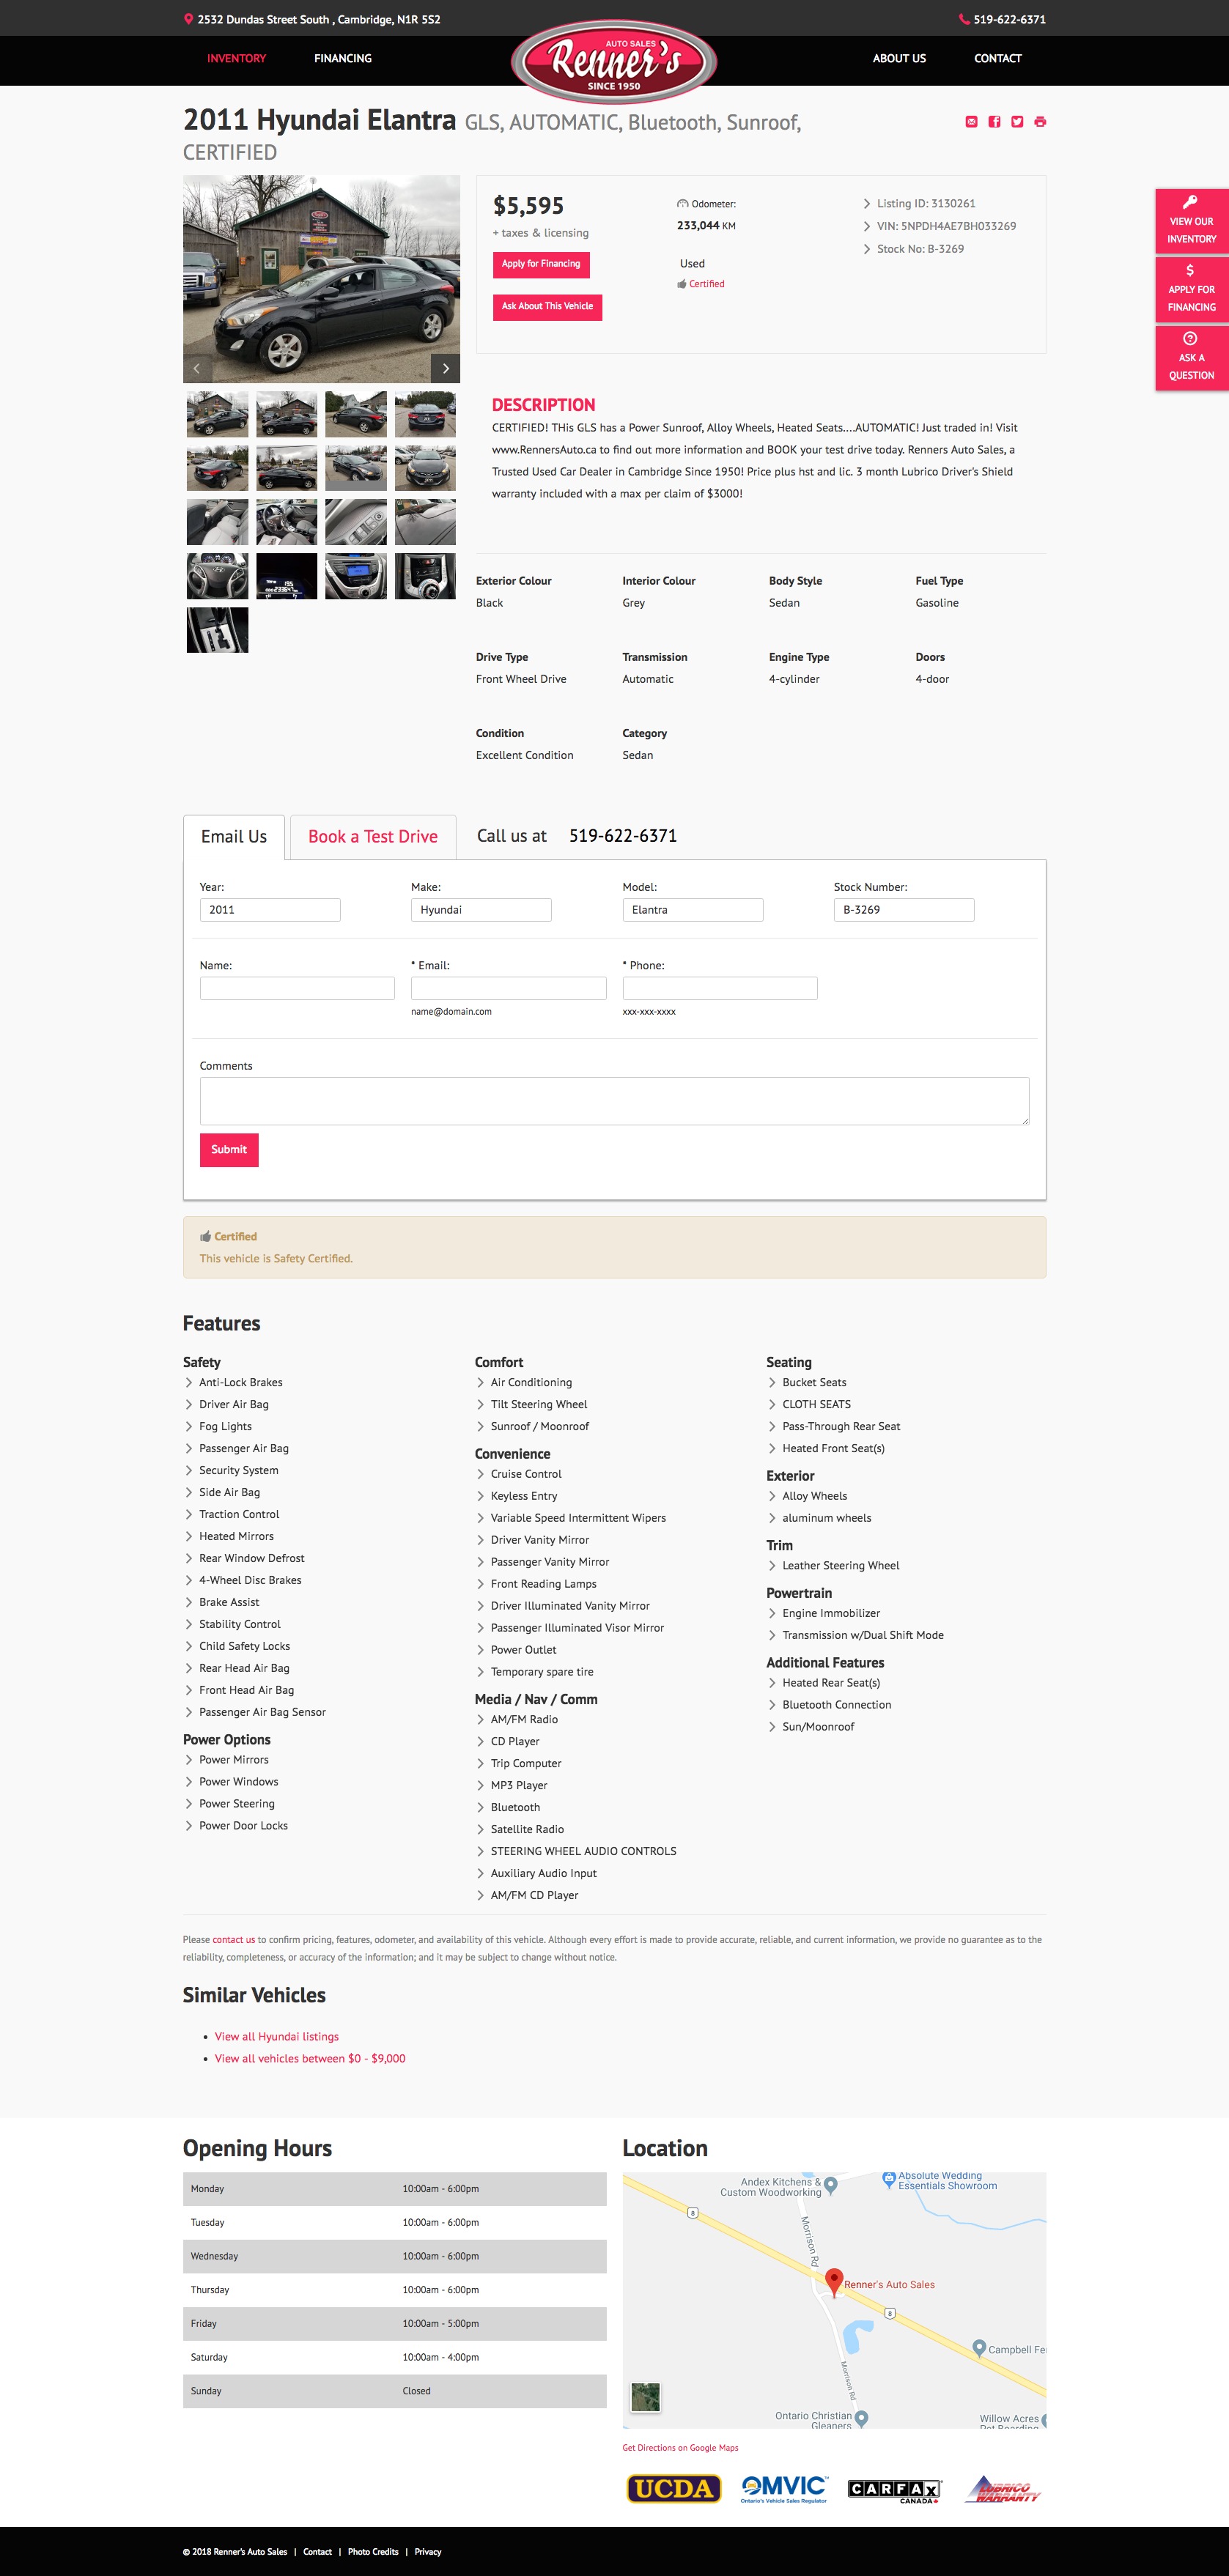 2532 Dundas Street South , Cambridge, N1R 5S2
519-622-6371
INVENTORY
FINANCING
AUTO SALES
Renner's
SINCE 1950
ABOUT US
CONTACT
2011 Hyundai Elantra GLS, AUTOMATIC, Bluetooth, Sunroof,
CERTIFIED
$5,595
+ taxes & licensing
Apply for Financing
Ask About This Vehicle
Odometer:
233,044 KM
Used
Certified
Listing ID: 3130261
VIN: 5NPDH4AE7BH033269
Stock No: B-3269
VIEW OUR
INVENTORY
$
APPLY FOR
FINANCING
ASK A
QUESTION
DESCRIPTION
CERTIFIED! THis GLS has a Power Sunroof, Alloy Wheels, Heated Seats....AUTOMATIC! Just traded in! Visit
www.RennersAuto.ca to find out more information and BOOK your test drive today. Renners Auto Sales, a
Trusted Used Car Dealer in Cambridge Since 1950! Price plus hst and lic. 3 month Lubrico Driver's Shield
warranty included with a max per claim of $3000!
Exterior Colour
Black
Interior Colour
Grey
Body Style
Sedan
Fuel Type
Gasoline
Drive Type
Front Wheel Drive
Transmission
Automatic
Engine Type
4-cylinder
Doors
4-door
Condition
Excellent Condition
Category
Sedan
Email Us
Book a Test Drive
Call us at 519-622-6371
Year:
2011
Make:
Hyundai
Model:
Elantra
Stock Number:
B-3269
Name:
* Email:
name@domain.com
* Phone:
xxx-xxx-xxxx
Comments
Submit
Certified
This vehicle is Safety Certified.
Features
Safety
Anti-Lock Brakes
Driver Air Bag
Fog Lights
Passenger Air Bag
Security System
Side Air Bag
Traction Control
Heated Mirrors
Rear Window Defrost
4-Wheel Disc Brakes
Brake Assist
Stability Control
Child Safety Locks
Rear Head Air Bag
Front Head Air Bag
Passenger Air Bag Sensor
Power Options
Power Mirrors
Power Windows
Power Steering
Power Door Locks
Comfort
Air Conditioning
Tilt Steering Wheel
Sunroof / Moonroof
Convenience
Cruise Control
Keyless Entry
Variable Speed Intermittent Wipers
Driver Vanity Mirror
Passenger Vanity Mirror
Front Reading Lamps
Driver Illuminated Vanity Mirror
Passenger Illuminated Visor Mirror
Power Outlet
Temporary spare tire
Media / Nav / Comm
AM/FM Radio
CD Player
Trip Computer
MP3 Player
Bluetooth
Satellite Radio
STEERING WHEEL AUDIO CONTROLS
Auxiliary Audio Input
AM/FM CD Player
Seating
Bucket Seats
CLOTH SEATS
Pass-Through Rear Seat
Heated Front Seat(s)
Exterior
Alloy Wheels
aluminum wheels
Trim
Leather Steering Wheel
Powertrain
Engine Immobilizer
Transmission w/Dual Shift Mode
Additional Features
Heated Rear Seat(s)
Bluetooth Connection
Sun/Moonroof
Please contact us to confirm pricing, features, odometer, and availability of this vehicle. Although every effort is made to provide accurate, reliable, and current information, we provide no guarantee as to the
reliability, completeness, or accuracy of the information; and it may be subject to change without notice.
Similar Vehicles
View all Hyundai listings
View all vehicles between $0 - $9,000
Opening Hours
Monday 10:00am - 6:00pm
Tuesday 10:00am - 6:00pm
Wednesday 10:00am - 6:00pm
Thursday 10:00am - 6:00pm
Friday 10:00am - 5:00pm
Saturday 10:00am - 4:00pm
Sunday Closed
Location
Andex Kitchens &
Custom Woodworking
Absolute Wedding
Essentials Showroom
8
Morrison Rd
Renner's Auto Sales
8
Campbell Fe
Morrison Rd
Ontario Christian
Gleaners
Willow Acres
Pet Boarding
Get Directions on Google Maps
UCDA
OMVIC
Ontario's Vehicle Sales Regulator
CARFAX
CANADA
LUBRICO
WARRANTY
© 2018 Renner's Auto Sales | Contact | Photo Credits | Privacy